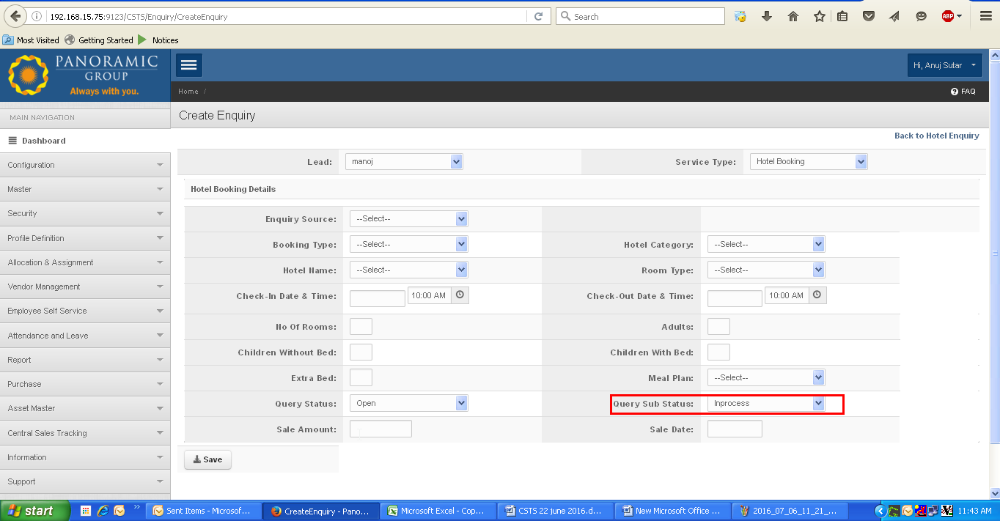 192.168.15.75:9123/CSTS/Enquiry/CreateEnquiry
Search
ABP
Most Visited Getting Started Notices
PANORAMIC
GROUP
Always with you.
Hi, Anuj Sutar
Home /
FAQ
MAIN NAVIGATION
Create Enquiry
Dashboard
Back to Hotel Enquiry
Configuration
Master
Security
Profile Definition
Allocation & Assignment
Vendor Management
Employee Self Service
Attendance and Leave
Report
Purchase
Asset Master
Central Sales Tracking
Information
Support
Lead: manoj Service Type: Hotel Booking
Hotel Booking Details
Enquiry Source: --Select--
Booking Type: --Select-- Hotel Category: --Select--
Hotel Name: --Select-- Room Type: --Select--
Check-In Date & Time: 10:00 AM Check-Out Date & Time: 10:00 AM
No Of Rooms: Adults:
Children Without Bed: Children With Bed:
Extra Bed: Meal Plan: --Select--
Query Status: Open Query Sub Status: Inprocess
Sale Amount: Sale Date:
Save
start Sent Items - Microsof... CreateEnquiry - Pano... Microsoft Excel - Cop... CSTS 22 june 2016.d... New Microsoft Office ... 2016_07_06_11_21_... 11:43 AM